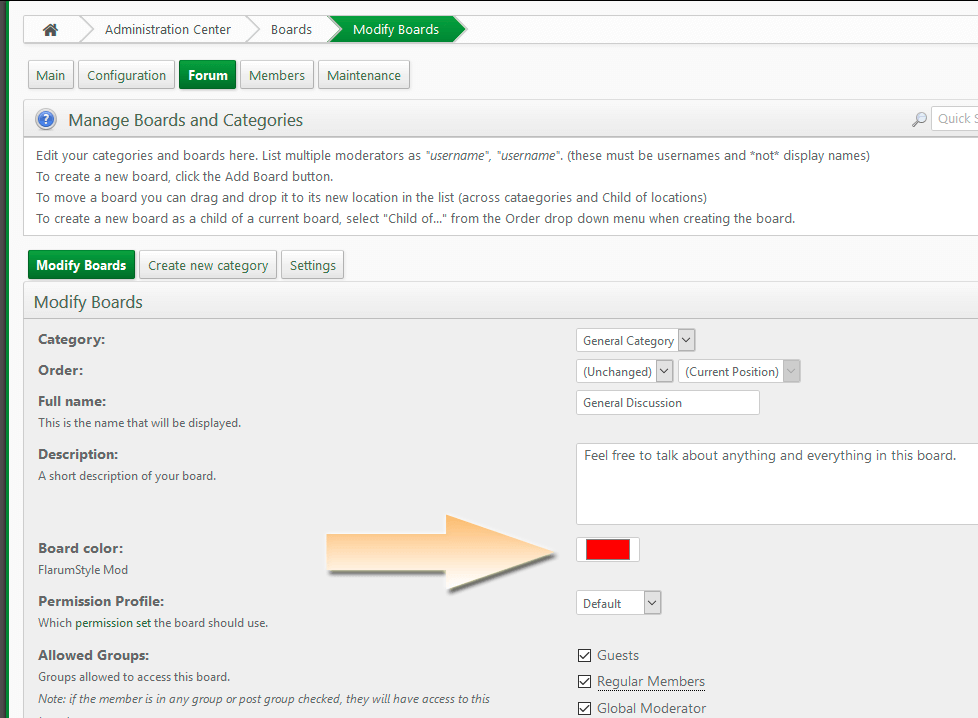 Administration Center Boards Modify Boards
Main Configuration Forum Members Maintenance
? Manage Boards and Categories Quick S
Edit your categories and boards here. List multiple moderators as "username", "username". (these must be usernames and *not* display names)
To create a new board, click the Add Board button.
To move a board you can drag and drop it to its new location in the list (across cataegories and Child of locations)
To create a new board as a child of a current board, select "Child of..." from the Order drop down menu when creating the board.
Modify Boards Create new category Settings
Modify Boards
Category: General Category
Order: (Unchanged) (Current Position)
Full name: General Discussion
This is the name that will be displayed.
Description: Feel free to talk about anything and everything in this board.
A short description of your board.
Board color:
FlarumStyle Mod
Permission Profile: Default
Which permission set the board should use.
Allowed Groups: Guests
Groups allowed to access this board.
Regular Members
Note: if the member is in any group or post group checked, they will have access to this
Global Moderator